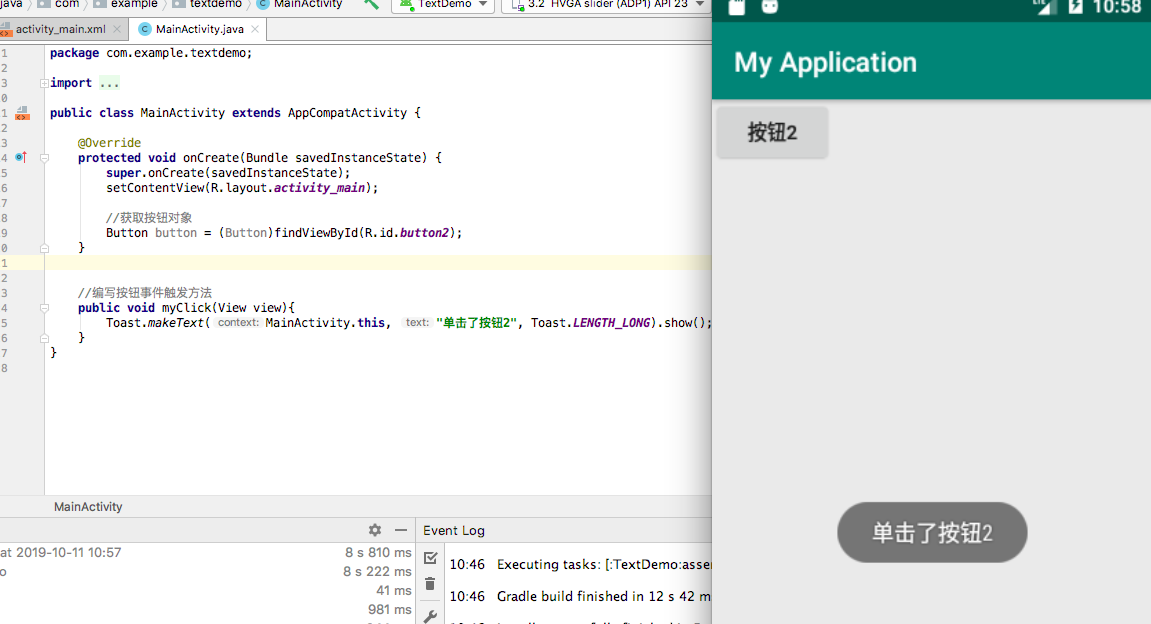 java com example textdemo MainActivity TextDemo 3.2 HVGA slider (ADP1) API 23
activity_main.xml MainActivity.java
1 package com.example.textdemo;
2
3 import ...
0
1 public class MainActivity extends AppCompatActivity {
2
3 @Override
4 protected void onCreate(Bundle savedInstanceState) {
5 super.onCreate(savedInstanceState);
6 setContentView(R.layout.activity_main);
7
8 //获取按钮对象
9 Button button = (Button)findViewById(R.id.button2);
0 }
1
2
3 //编写按钮事件触发方法
4 public void myClick(View view){
5 Toast.makeText( context: MainActivity.this, text: "单击了按钮2", Toast.LENGTH_LONG).show();
6 }
7 }
8
MainActivity
Event Log
at 2019-10-11 10:57 8 s 810 ms
o 8 s 222 ms
41 ms
981 ms
10:46 Executing tasks: [:TextDemo:asser
10:46 Gradle build finished in 12 s 42 m
10:58
My Application
按钮2
单击了按钮2